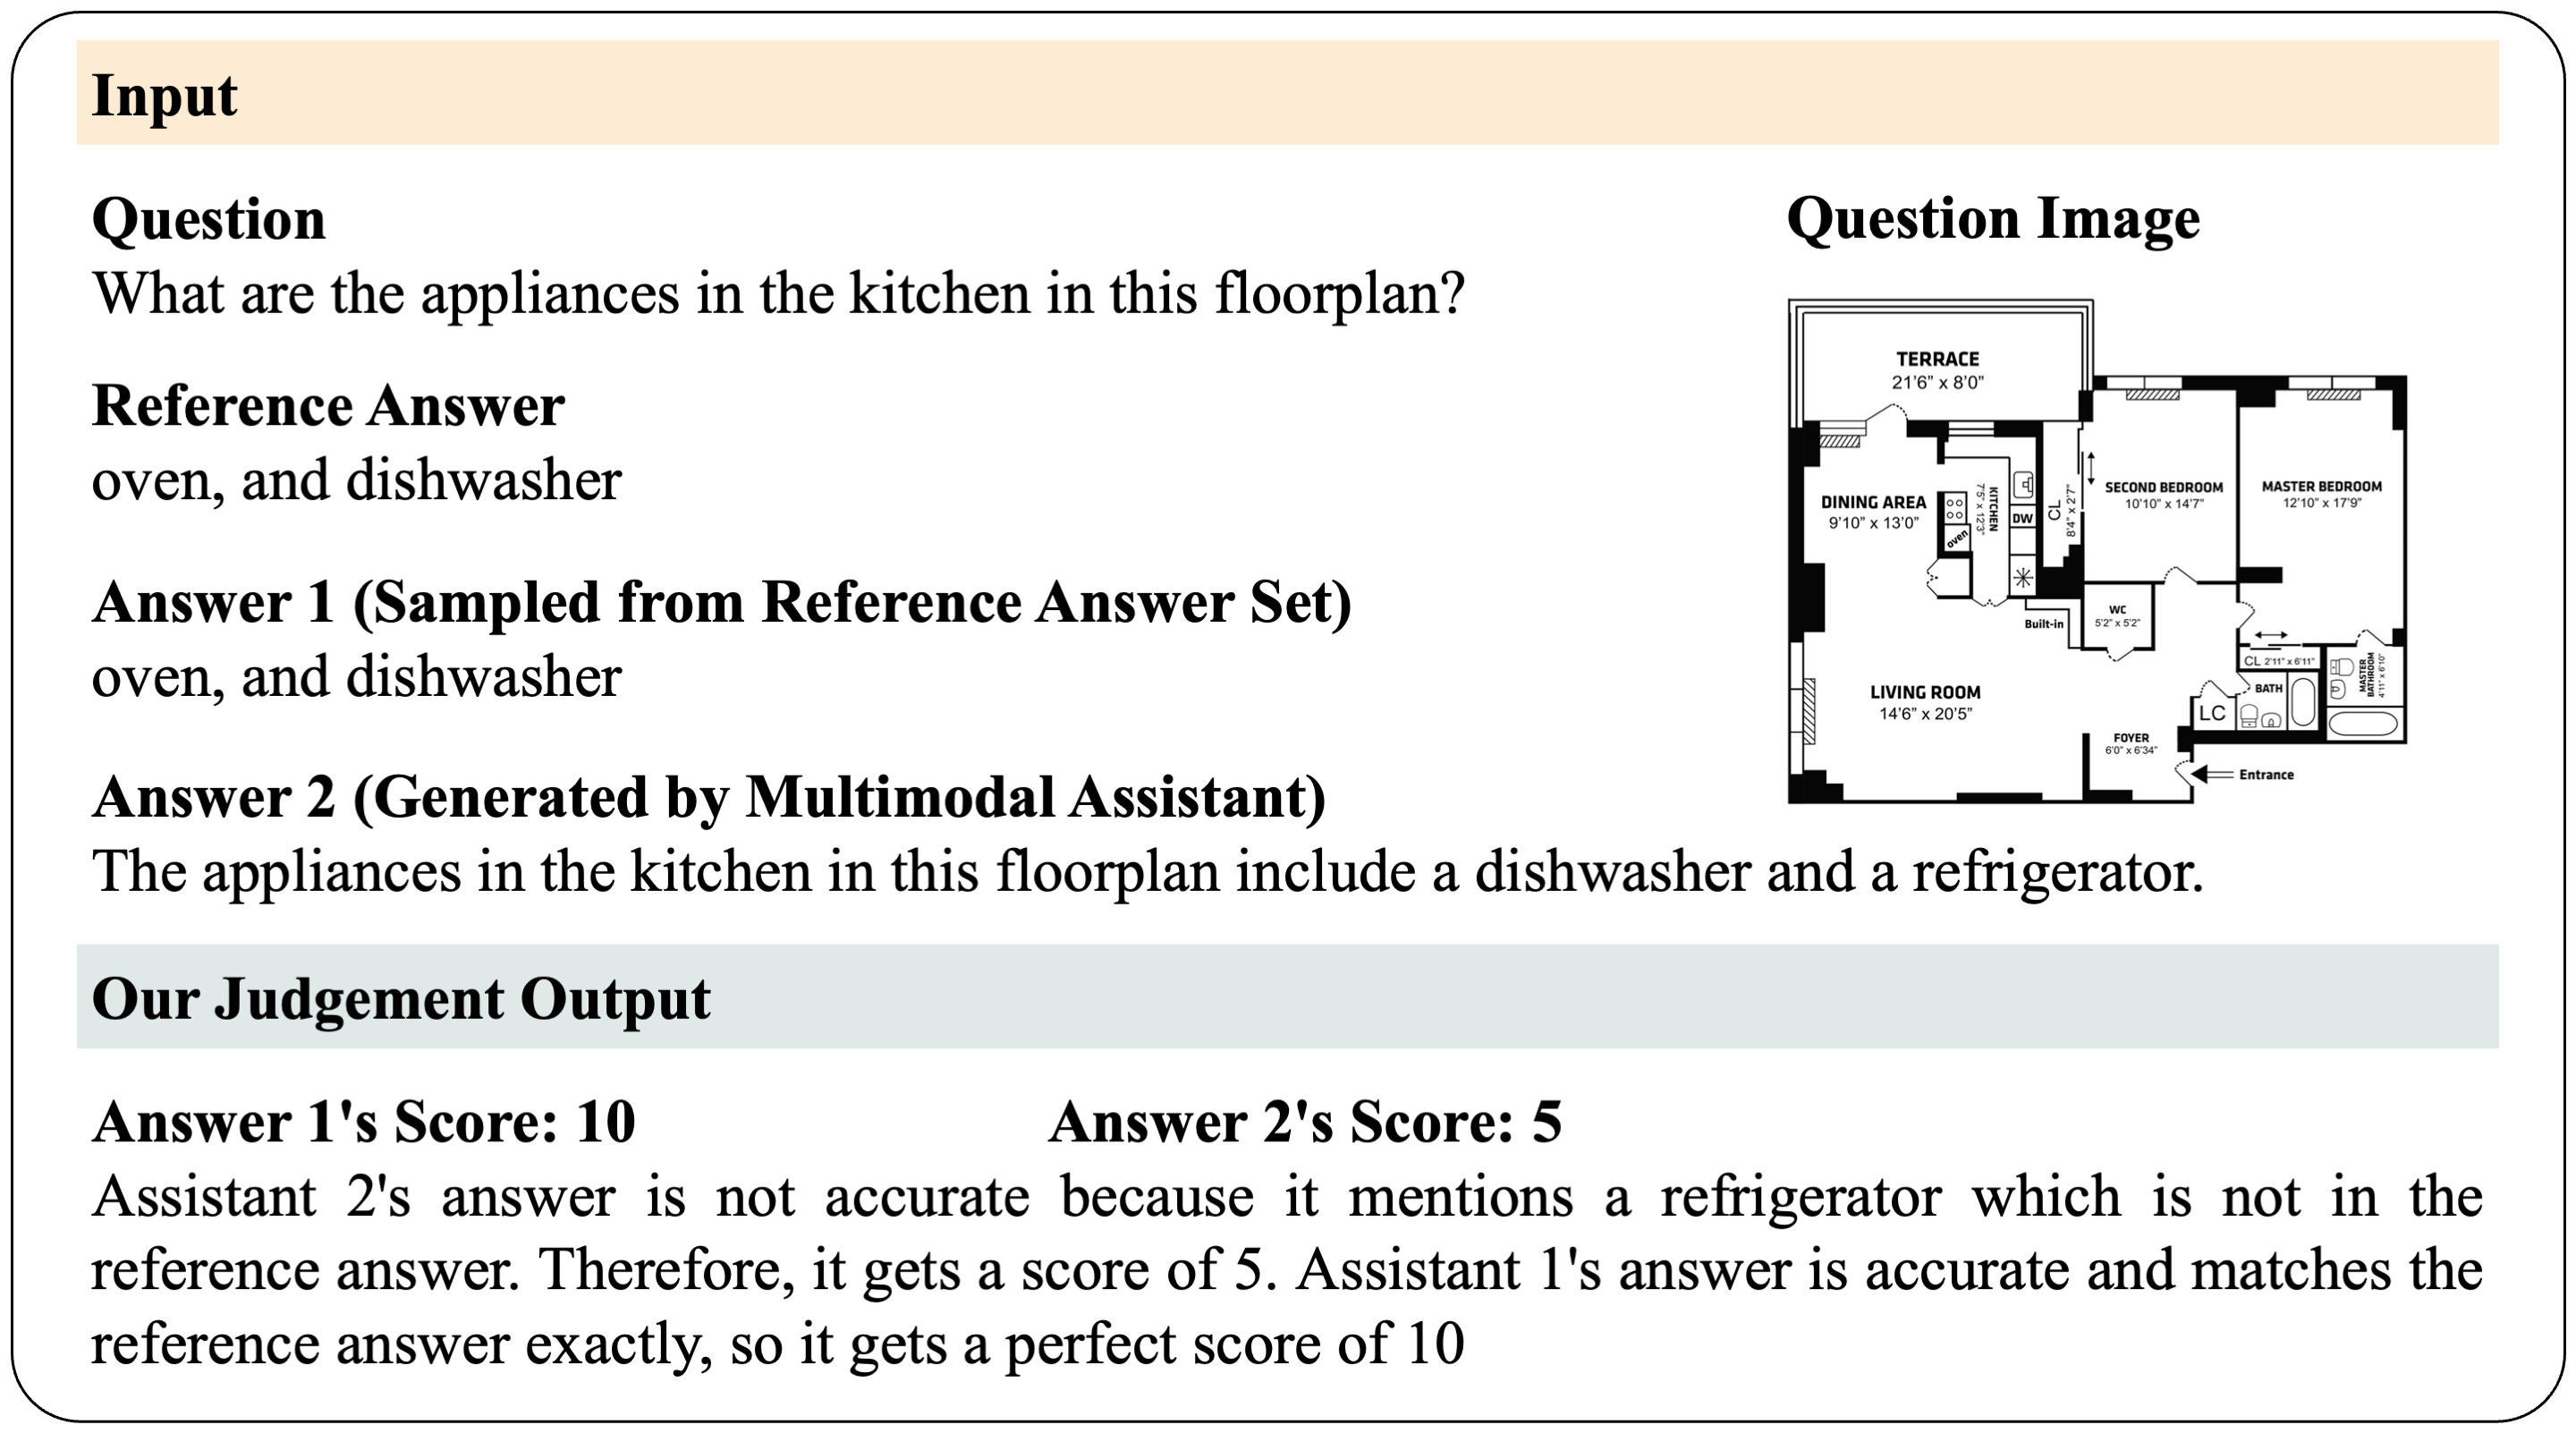 Input
Question
What are the appliances in the kitchen in this floorplan?
Reference Answer
oven, and dishwasher
Answer 1 (Sampled from Reference Answer Set)
oven, and dishwasher
Answer 2 (Generated by Multimodal Assistant)
The appliances in the kitchen in this floorplan include a dishwasher and a refrigerator.
Question Image
TERRACE
21'6" x 8'0"
DINING AREA
9'10" x 13'0"
KITCHEN
7'5" x 12'3"
DW
oven
CL
8'4" x 2'7"
SECOND BEDROOM
10'10" x 14'7"
MASTER BEDROOM
12'10" x 17'9"
Built-in
WC
5'2" x 5'2"
CL 2'11" x 6'11"
MASTER
BATHROOM
4'11" x 6'10"
BATH
LC
LIVING ROOM
14'6" x 20'5"
FOYER
6'0" x 6'34"
Entrance
Our Judgement Output
Answer 1's Score: 10
Answer 2's Score: 5
Assistant 2's answer is not accurate because it mentions a refrigerator which is not in the
reference answer. Therefore, it gets a score of 5. Assistant 1's answer is accurate and matches the
reference answer exactly, so it gets a perfect score of 10